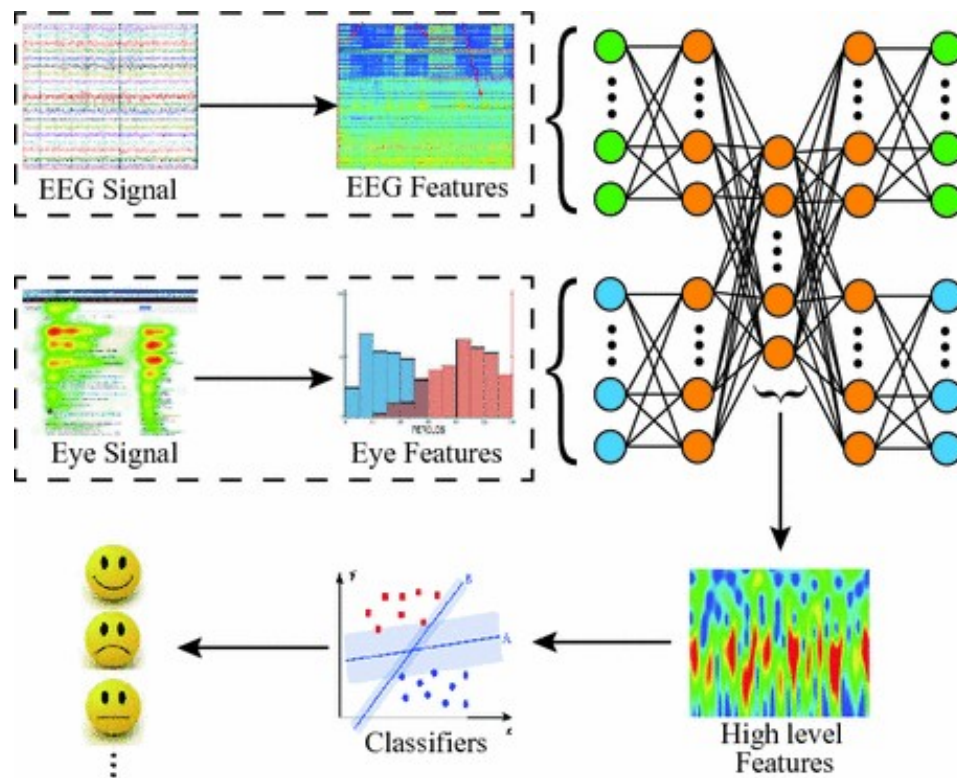 EEG Signal
EEG Features
Eye Signal
Eye Features
Classifiers
B
A
High level
Features